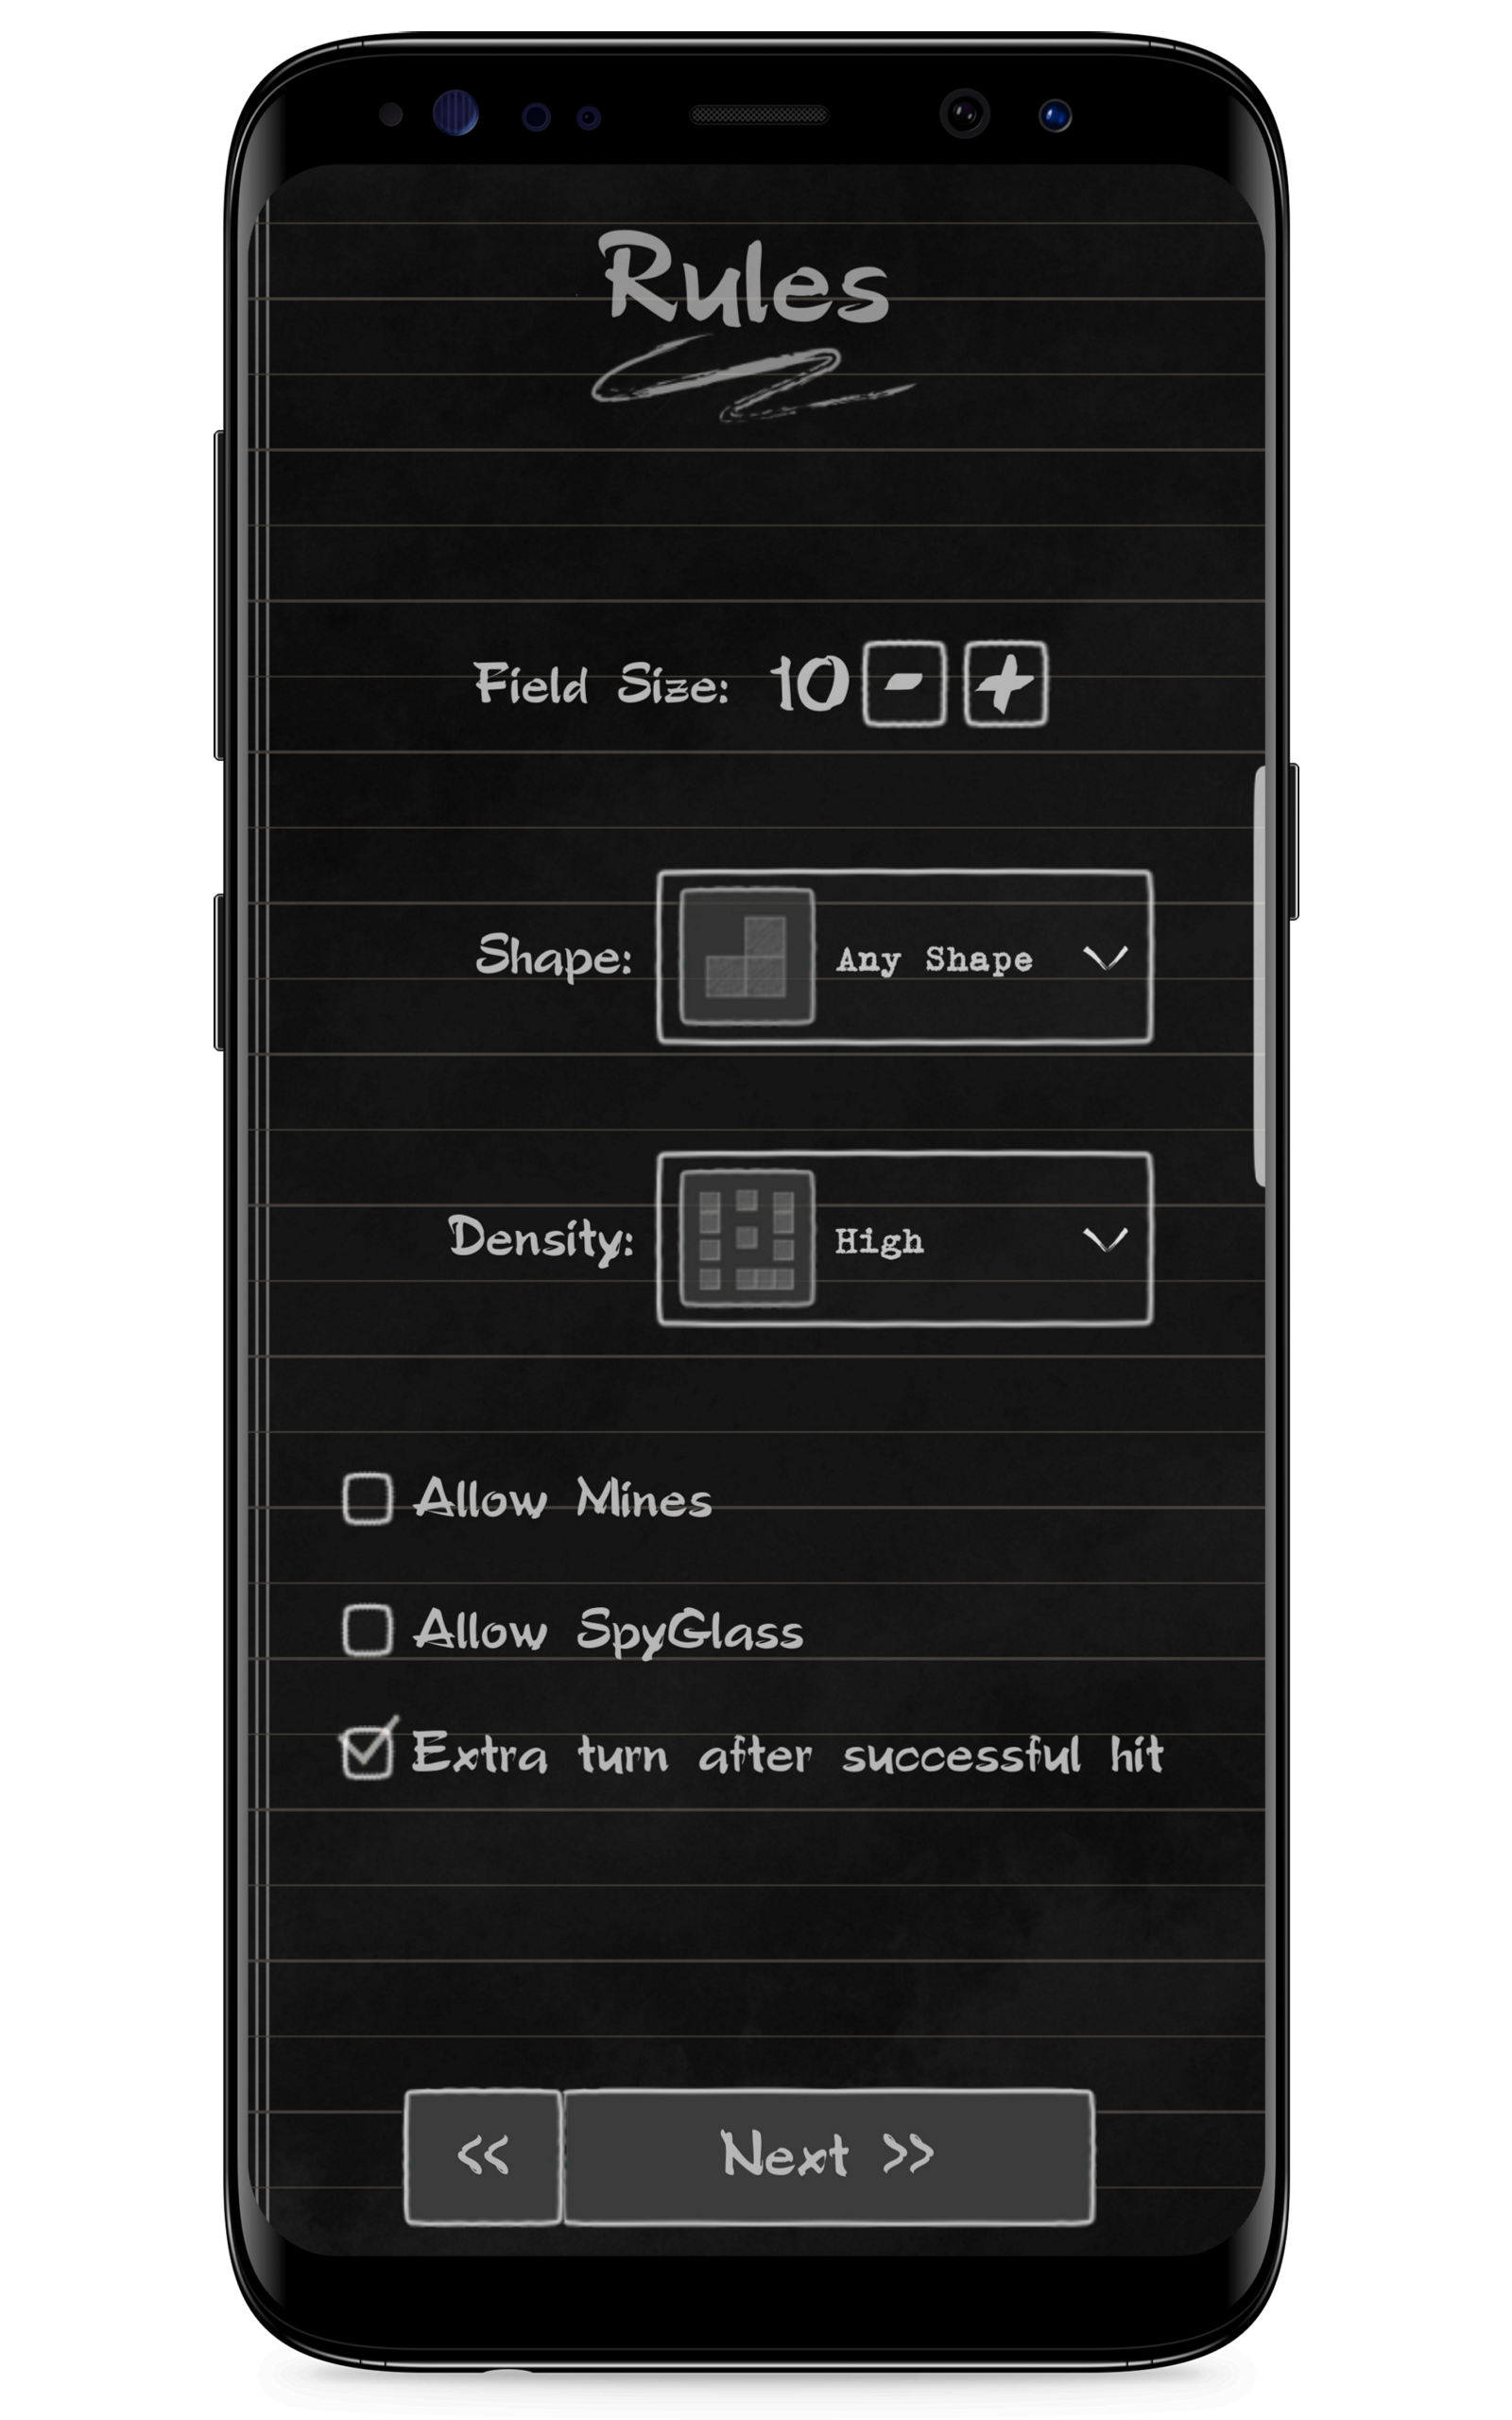 Rules
Field Size: 10 - +
Shape: Any Shape
Density: High
Allow Mines
Allow SpyGlass
Extra turn after successful hit
<< Next >>